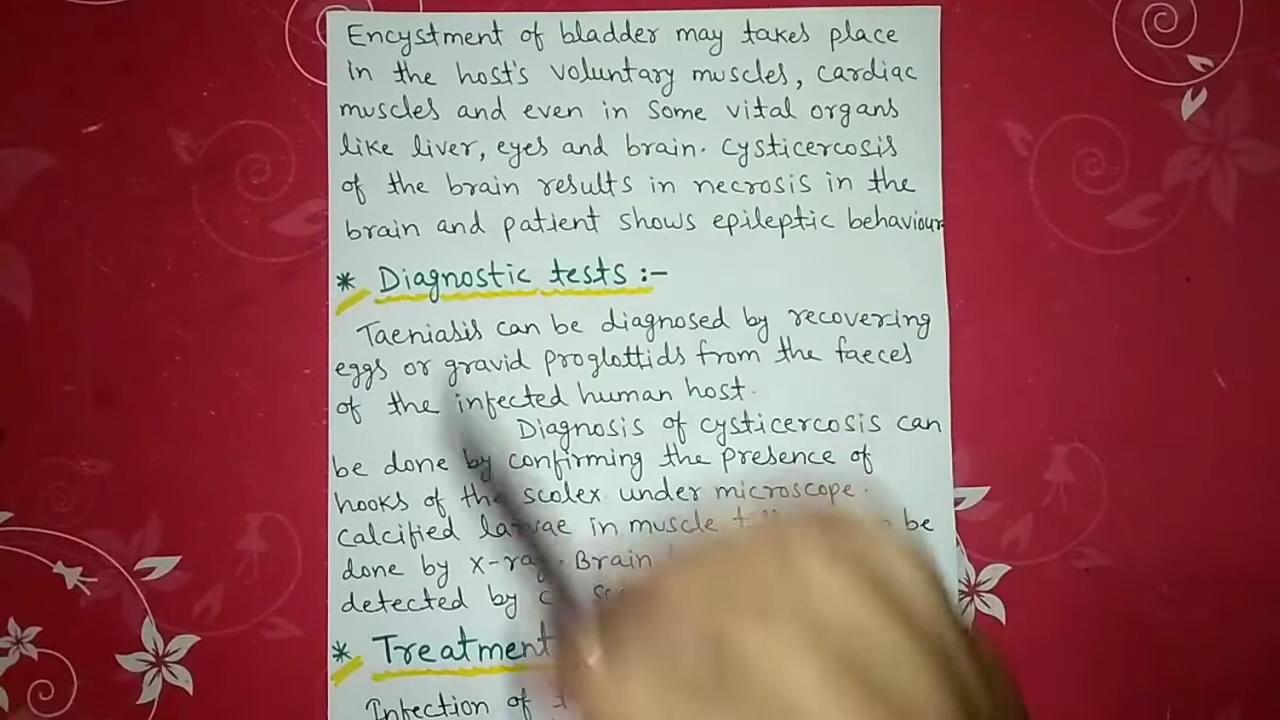 Encystment of bladder may takes place
in the host's voluntary muscles, cardiac
muscles and even in some vital organs
like liver, eyes and brain. Cysticercosis
of the brain results in necrosis in the
brain and patient shows epileptic behaviour
* Diagnostic tests :-
Taeniasis can be diagnosed by recovering
eggs or gravid proglottids from the faeces
of the infected human host.
Diagnosis of cysticercosis can
be done by confirming the presence of
hooks of the scolex under microscope.
Calcified larvae in muscle be
done by X-ray. Brain
detected by
* Treatment
Infection of